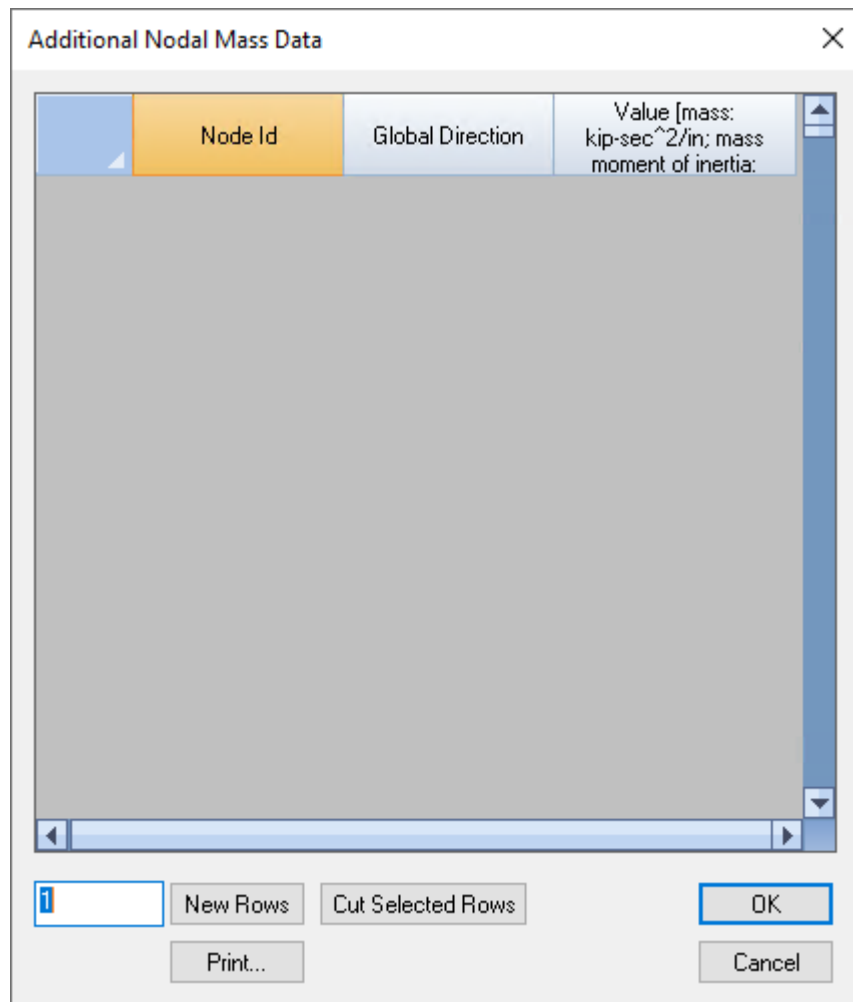 Additional Nodal Mass Data
Node Id
Global Direction
Value [mass:
kip-sec^2/in; mass
moment of inertia:
1
New Rows
Cut Selected Rows
OK
Print...
Cancel